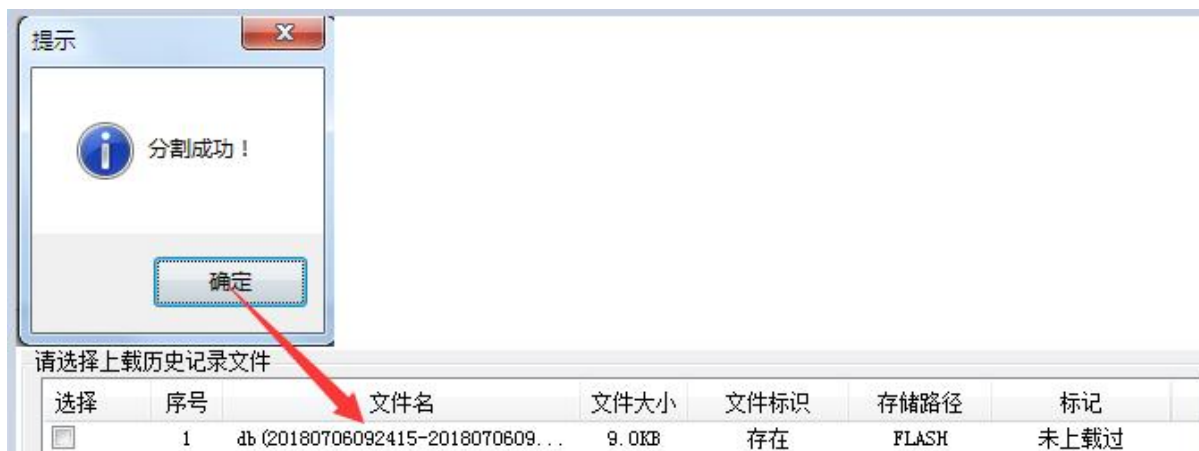 提示
分割成功！
确定
请选择上载历史记录文件
选择 序号 文件名 文件大小 文件标识 存储路径 标记
1 db(20180706092415-2018070609... 9.0KB 存在 FLASH 未上载过